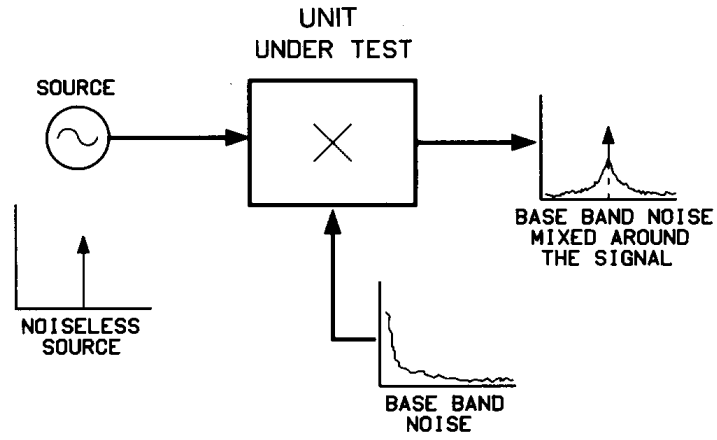 UNIT
UNDER TEST
SOURCE
BASE BAND NOISE
MIXED AROUND
THE SIGNAL
NOISELESS
SOURCE
BASE BAND
NOISE